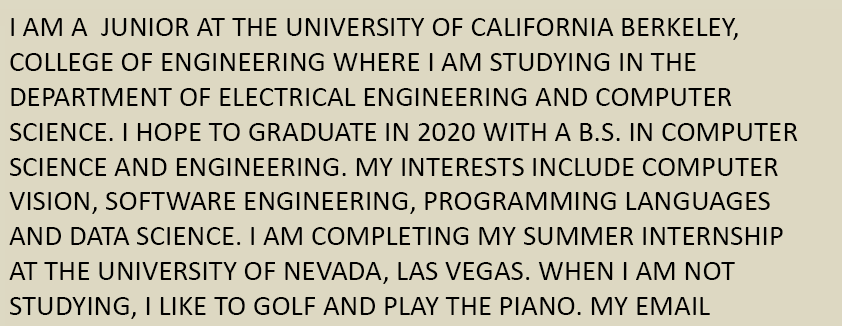 I AM A  JUNIOR AT THE UNIVERSITY OF CALIFORNIA BERKELEY,
COLLEGE OF ENGINEERING WHERE I AM STUDYING IN THE
DEPARTMENT OF ELECTRICAL ENGINEERING AND COMPUTER
SCIENCE. I HOPE TO GRADUATE IN 2020 WITH A B.S. IN COMPUTER
SCIENCE AND ENGINEERING. MY INTERESTS INCLUDE COMPUTER
VISION, SOFTWARE ENGINEERING, PROGRAMMING LANGUAGES
AND DATA SCIENCE. I AM COMPLETING MY SUMMER INTERNSHIP
AT THE UNIVERSITY OF NEVADA, LAS VEGAS. WHEN I AM NOT
STUDYING, I LIKE TO GOLF AND PLAY THE PIANO. MY EMAIL